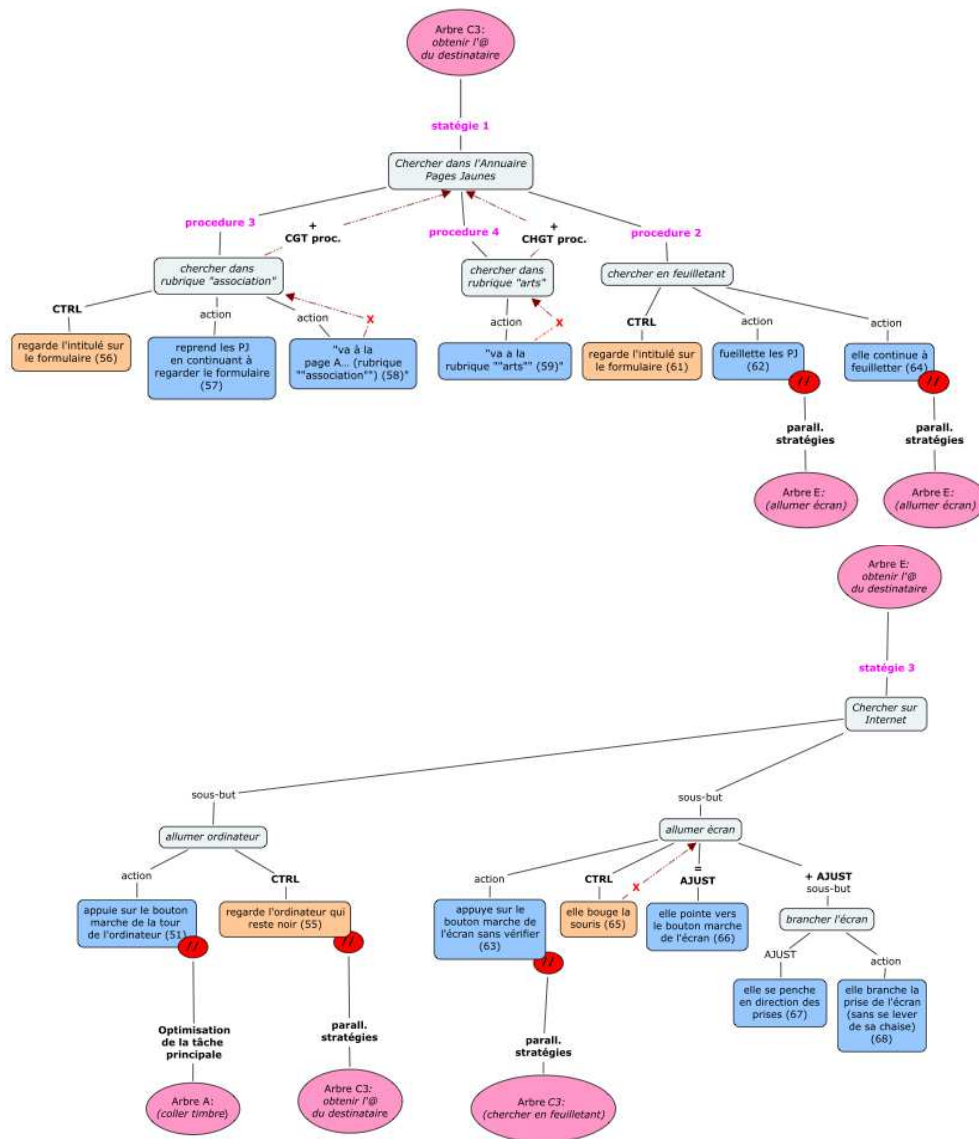 Arbre C3:
obtenir l'@
du destinataire
statégie 1
Chercher dans l'Annuaire
Pages Jaunes
procedure 3
+
CGT proc.
procedure 4
+
CHGT proc.
procedure 2
chercher dans
rubrique "association"
chercher dans
rubrique "arts"
chercher en feuilletant
CTRL
action
action
X
action
X
CTRL
action
action
regarde l'intitulé sur
le formulaire (56)
reprend les PJ
en continuant à
regarder le formulaire
(57)
"va à la
page A... (rubrique
""association"") (58)"
"va a la
rubrique ""arts"" (59)"
regarde l'intitulé sur
le formulaire (61)
fueillette les PJ
(62)
elle continue à
feuilletter (64)
//
//
parall.
stratégies
parall.
stratégies
Arbre E:
(allumer écran)
Arbre E:
(allumer écran)
Arbre E:
obtenir l'@
du destinataire
statégie 3
Chercher sur
Internet
sous-but
sous-but
allumer ordinateur
allumer écran
action
CTRL
action
CTRL
X
=
AJUST
+ AJUST
sous-but
appuie sur le bouton
marche de la tour
de l'ordinateur (51)
//
regarde l'ordinateur qui
reste noir (55)
//
appuye sur le
bouton marche de
l'écran sans vérifier
(63)
//
elle bouge la
souris (65)
elle pointe vers
le bouton marche
de l'écran (66)
brancher l'écran
AJUST
action
elle se penche
en direction des
prises (67)
elle branche la
prise de l'écran
(sans se lever
de sa chaise)
(68)
Optimisation
de la tâche
principale
parall.
stratégies
parall.
stratégies
Arbre A:
(coller timbre)
Arbre C3:
obtenir l'@
du destinataire
Arbre C3:
(chercher en feuilletant)